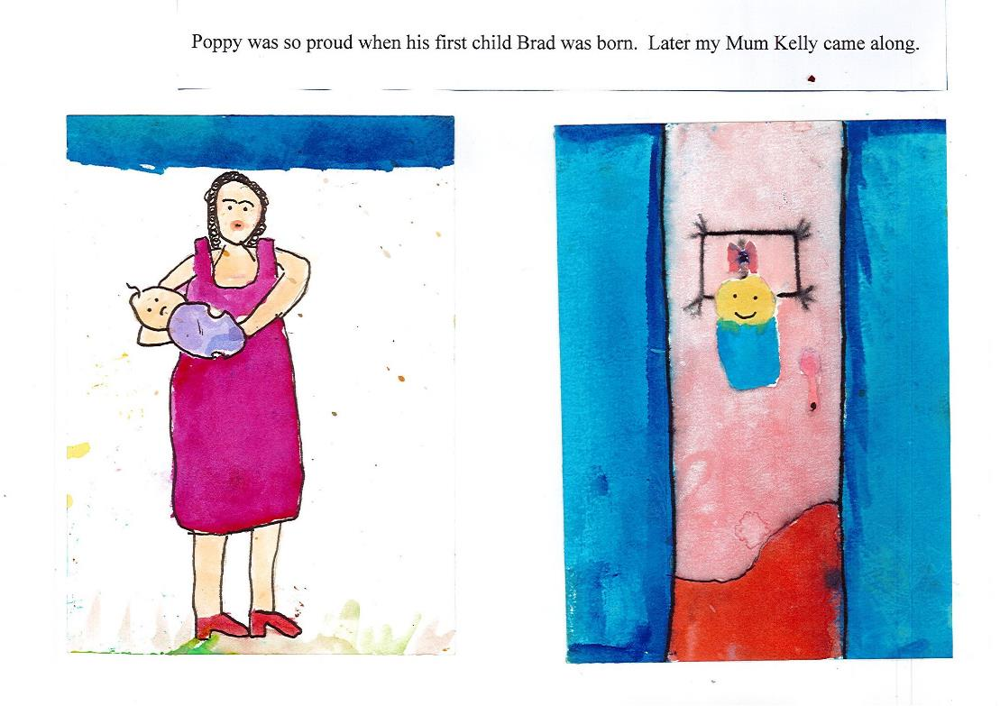 Poppy was so proud when his first child Brad was born.  Later my Mum Kelly came along.